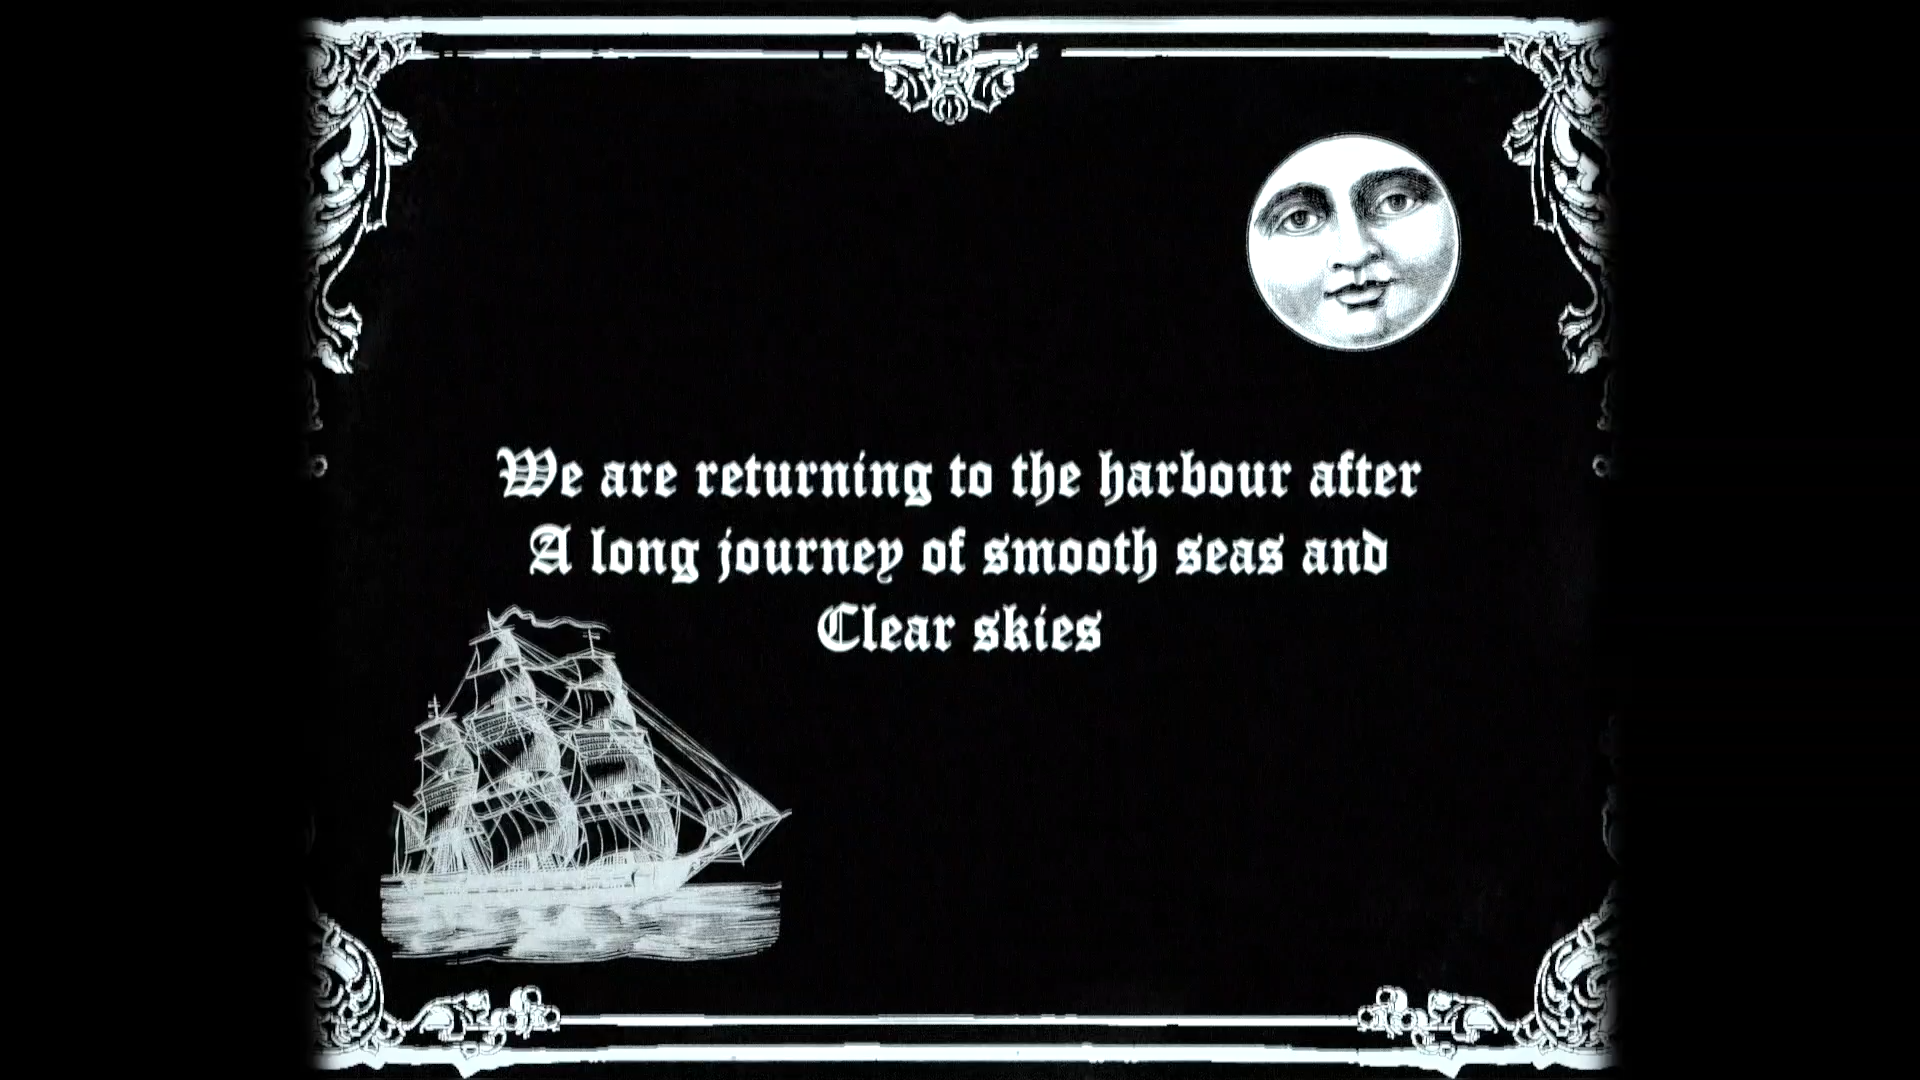 We are returning to the harbour after
A long journey of smooth seas and
Clear skies